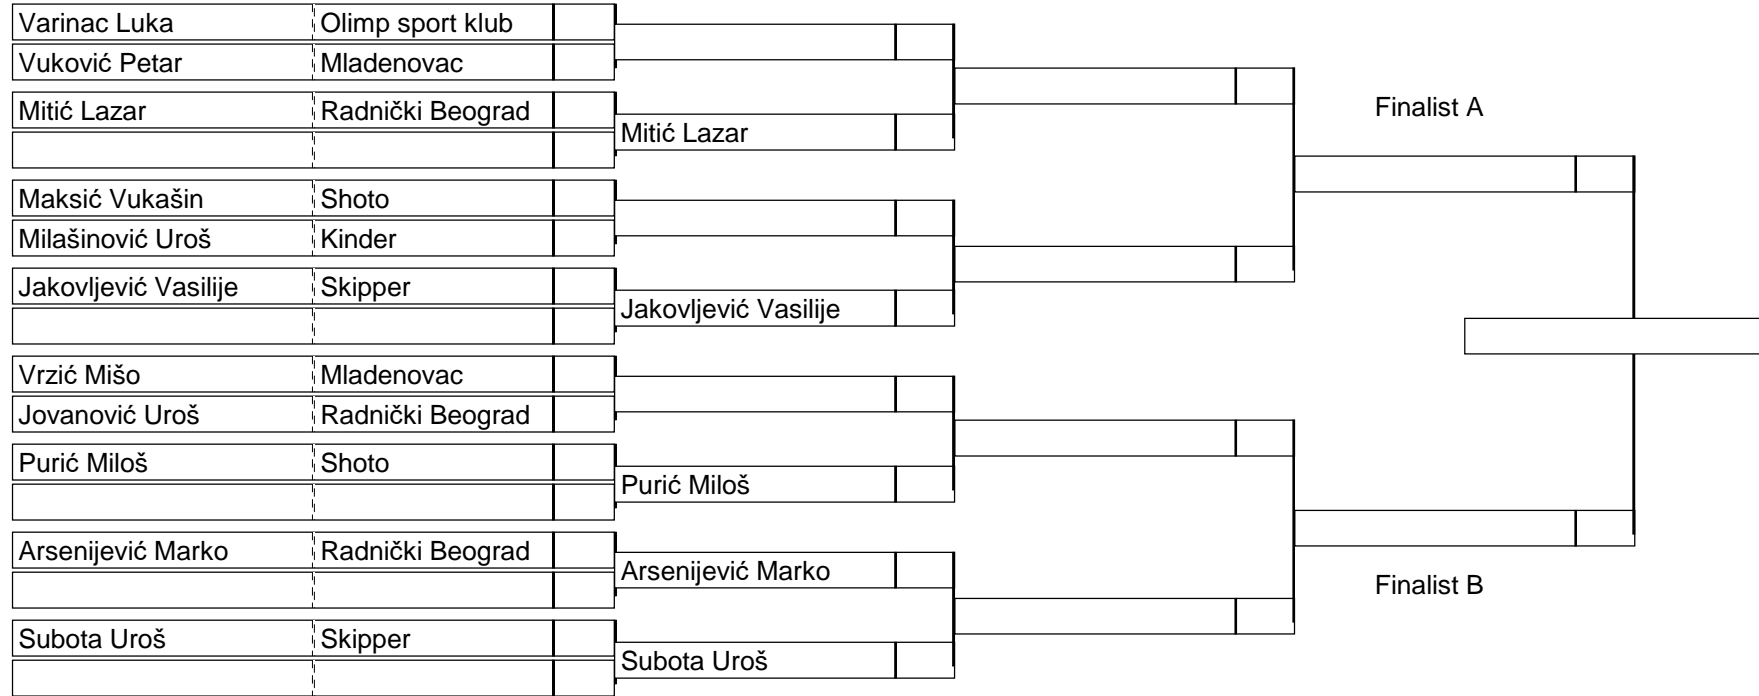 Varinac Luka Olimp sport klub
Vuković Petar Mladenovac
Finalist A
Mitić Lazar Radnički Beograd
Mitić Lazar
Maksić Vukašin Shoto
Milašinović Uroš Kinder
Jakovljević Vasilije Skipper
Jakovljević Vasilije
Vrzić Mišo Mladenovac
Jovanović Uroš Radnički Beograd
Purić Miloš Shoto
Purić Miloš
Arsenijević Marko Radnički Beograd
Arsenijević Marko
Finalist B
Subota Uroš Skipper
Subota Uroš